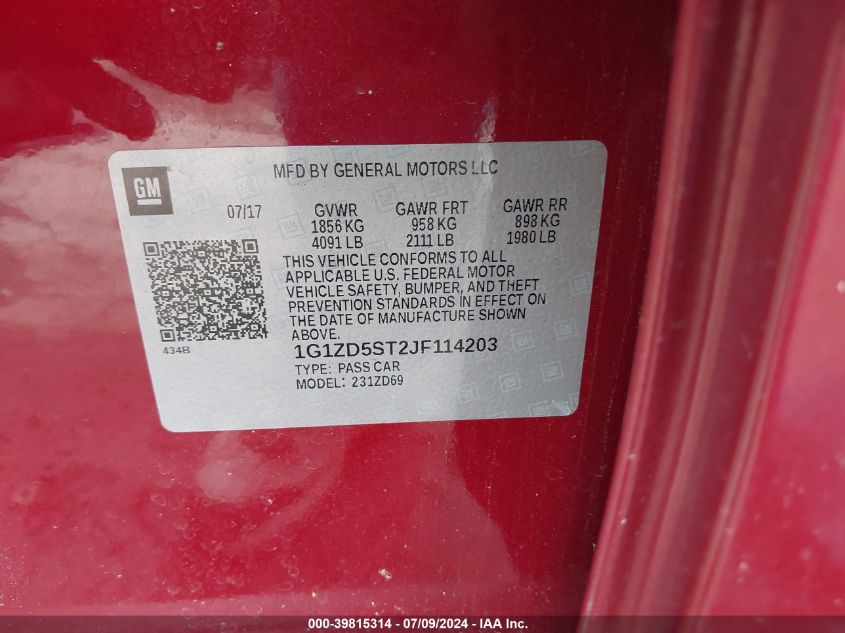 MFD BY GENERAL MOTORS LLC
GM
07/17 GVWR GAWR FRT GAWR RR
1856 KG 958 KG 898 KG
4091 LB 2111 LB 1980 LB
THIS VEHICLE CONFORMS TO ALL
APPLICABLE U.S. FEDERAL MOTOR
VEHICLE SAFETY, BUMPER, AND THEFT
PREVENTION STANDARDS IN EFFECT ON
THE DATE OF MANUFACTURE SHOWN
ABOVE.
434B
1G1ZD5ST2JF114203
TYPE: PASS CAR
MODEL: 231ZD69
000-39815314 - 07/09/2024 - IAA Inc.